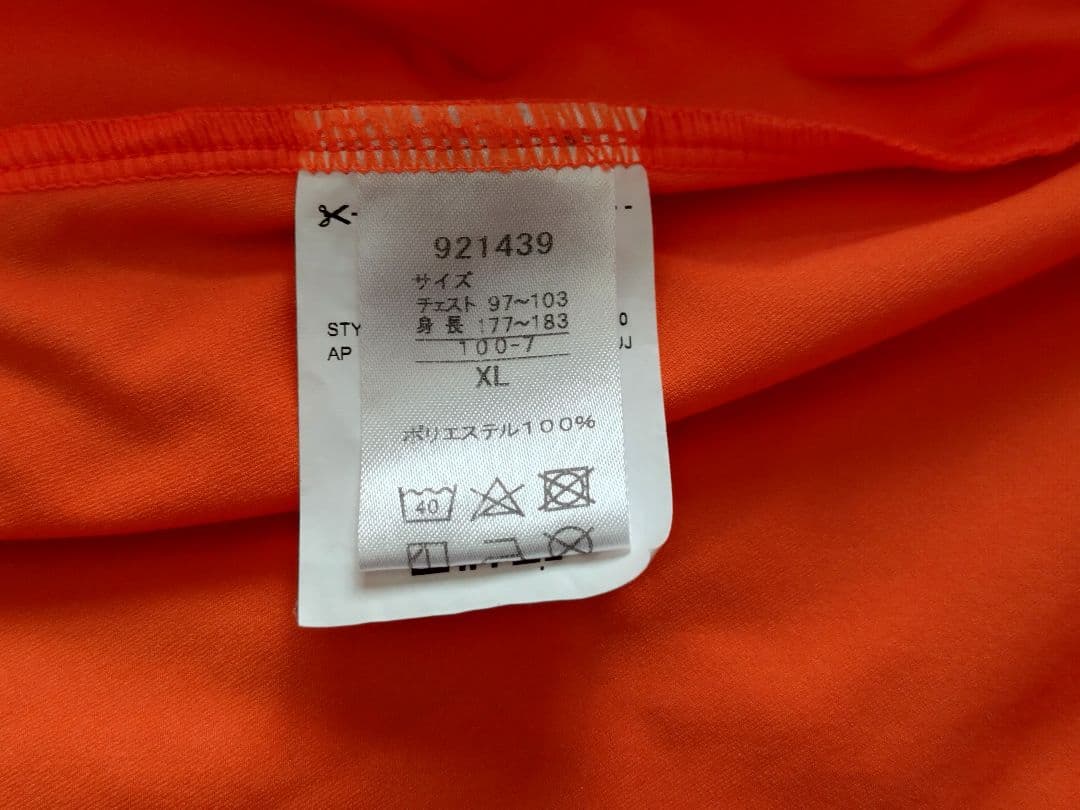 921439
サイズ
チェスト 97～103
身長 177～183
100-7
XL
STY
AP
ポリエステル100%
40